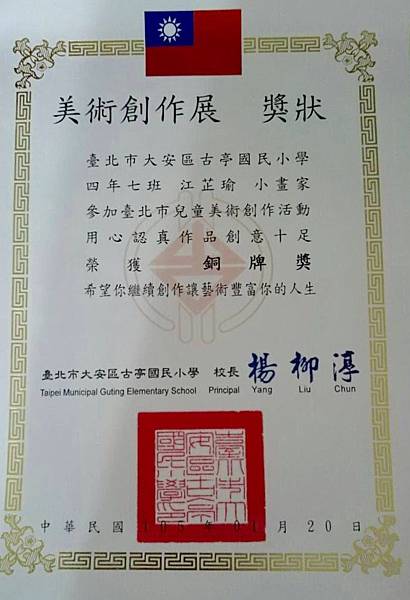 美術創作展　獎狀
臺北市大安區古亭國民小學
四年七班 江芷瑜 小畫家
參加臺北市兒童美術創作活動
用心認真作品創意十足
榮獲 銅牌獎
希望你繼續創作讓藝術豐富你的人生
臺北市大安區古亭國民小學 校長 楊柳淳
Taipei Municipal Guting Elementary School Principal Yang Liu Chun
中華民國 105 年 01 月 20 日